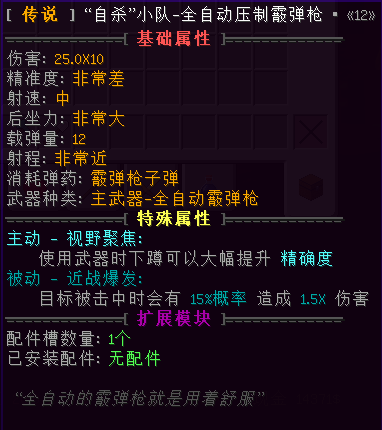 [ 传说 ] “自杀”小队-全自动压制霰弹枪 ▪ «12»
[ 基础属性 ]
伤害: 25.0X10
精准度: 非常差
射速: 中
后坐力: 非常大
载弹量: 12
射程: 非常近
消耗弹药: 霰弹枪子弹
武器种类: 主武器-全自动霰弹枪
[ 特殊属性 ]
主动 - 视野聚焦:
使用武器时下蹲可以大幅提升 精确度
被动 - 近战爆发:
目标被击中时会有 15%概率 造成 1.5X 伤害
[ 扩展模块 ]
配件槽数量: 1个
已安装配件: 无配件
“全自动的霰弹枪就是用着舒服”